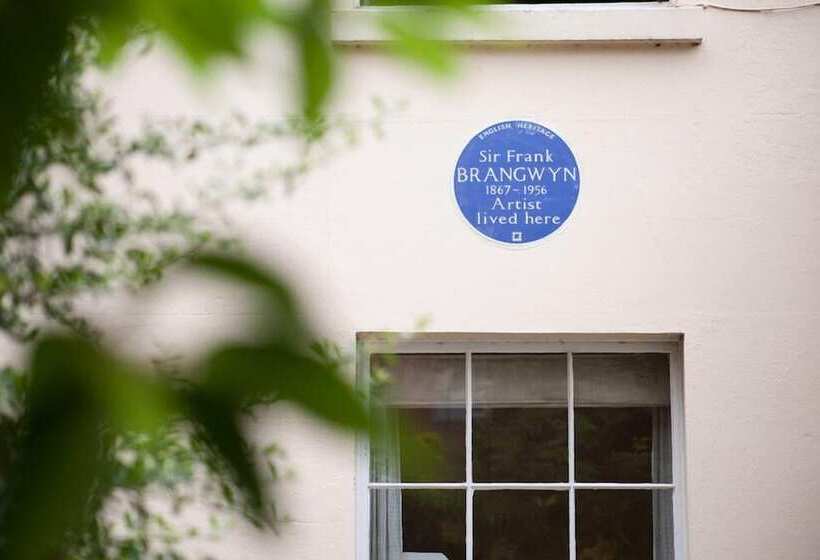 ENGLISH HERITAGE
Sir Frank
BRANGWYN
1867-1956
Artist
lived here